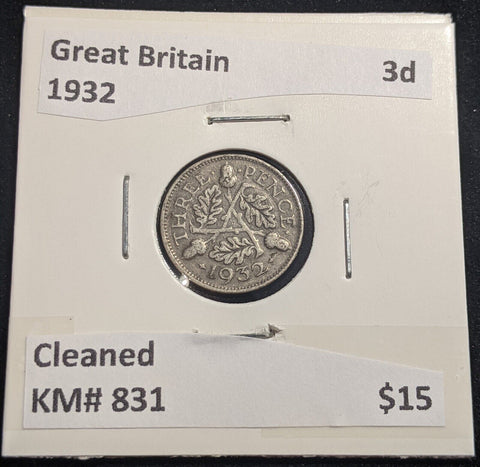 Great Britain 3d
1932
THREE · PENCE
· 1932 ·
Cleaned
KM# 831 $15